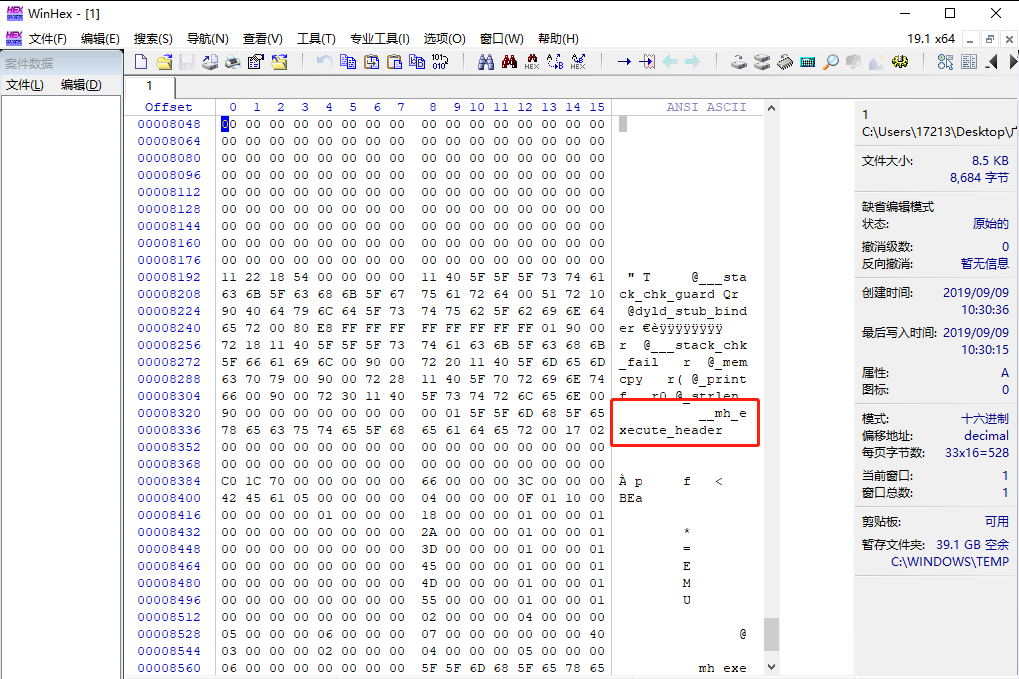 WinHex - [1]
文件(F) 编辑(E) 搜索(S) 导航(N) 查看(V) 工具(T) 专业工具(I) 选项(O) 窗口(W) 帮助(H) 19.1 x64
案件数据
文件(L) 编辑(D)
1
Offset 0 1 2 3 4 5 6 7 8 9 10 11 12 13 14 15 ANSI ASCII
00008048 00 00 00 00 00 00 00 00 00 00 00 00 00 00 00 00
00008064 00 00 00 00 00 00 00 00 00 00 00 00 00 00 00 00
00008080 00 00 00 00 00 00 00 00 00 00 00 00 00 00 00 00
00008096 00 00 00 00 00 00 00 00 00 00 00 00 00 00 00 00
00008112 00 00 00 00 00 00 00 00 00 00 00 00 00 00 00 00
00008128 00 00 00 00 00 00 00 00 00 00 00 00 00 00 00 00
00008144 00 00 00 00 00 00 00 00 00 00 00 00 00 00 00 00
00008160 00 00 00 00 00 00 00 00 00 00 00 00 00 00 00 00
00008176 00 00 00 00 00 00 00 00 00 00 00 00 00 00 00 00
00008192 11 22 18 54 00 00 00 00 11 40 5F 5F 5F 73 74 61 " T @___sta
00008208 63 6B 5F 63 68 6B 5F 67 75 61 72 64 00 51 72 10 ck_chk_guard Qr
00008224 90 40 64 79 6C 64 5F 73 74 75 62 5F 62 69 6E 64 @dyld_stub_bind
00008240 65 72 00 80 E8 FF FF FF FF FF FF FF FF 01 90 00 er €èÿÿÿÿÿÿÿÿ
00008256 72 18 11 40 5F 5F 5F 73 74 61 63 6B 5F 63 68 6B r @___stack_chk
00008272 5F 66 61 69 6C 00 90 00 72 20 11 40 5F 6D 65 6D _fail r @_mem
00008288 63 70 79 00 90 00 72 28 11 40 5F 70 72 69 6E 74 cpy r( @_print
00008304 66 00 90 00 72 30 11 40 5F 73 74 72 6C 65 6E 00 f r0 @_strlen
00008320 90 00 00 00 00 00 00 00 00 01 5F 5F 6D 68 5F 65 __mh_e
00008336 78 65 63 75 74 65 5F 68 65 61 64 65 72 00 17 02 xecute_header
00008352 00 00 00 00 00 00 00 00 00 00 00 00 00 00 00 00
00008368 00 00 00 00 00 00 00 00 00 00 00 00 00 00 00 00
00008384 C0 1C 70 00 00 00 00 00 66 00 00 00 3C 00 00 00 À p f <
00008400 42 45 61 05 00 00 00 00 04 00 00 00 0F 01 10 00 BEa
00008416 00 00 00 00 01 00 00 00 18 00 00 00 01 00 00 01
00008432 00 00 00 00 00 00 00 00 2A 00 00 00 01 00 00 01 *
00008448 00 00 00 00 00 00 00 00 3D 00 00 00 01 00 00 01 =
00008464 00 00 00 00 00 00 00 00 45 00 00 00 01 00 00 01 E
00008480 00 00 00 00 00 00 00 00 4D 00 00 00 01 00 00 01 M
00008496 00 00 00 00 00 00 00 00 55 00 00 00 01 00 00 01 U
00008512 00 00 00 00 00 00 00 00 02 00 00 00 04 00 00 00
00008528 05 00 00 00 06 00 00 00 07 00 00 00 00 00 00 40 @
00008544 03 00 00 00 02 00 00 00 04 00 00 00 05 00 00 00
00008560 06 00 00 00 00 00 00 00 5F 5F 6D 68 5F 65 78 65 mh exe
1
C:\Users\17213\Desktop\
文件大小: 8.5 KB
8,684 字节
缺省编辑模式
状态: 原始的
撤消级数: 0
反向撤消: 暂无信息
创建时间: 2019/09/09
10:30:36
最后写入时间: 2019/09/09
10:30:15
属性: A
图标: 0
模式: 十六进制
偏移地址: decimal
每页字节数: 33x16=528
当前窗口: 1
窗口总数: 1
剪贴板: 可用
暂存文件夹: 39.1 GB 空余
C:\WINDOWS\TEMP